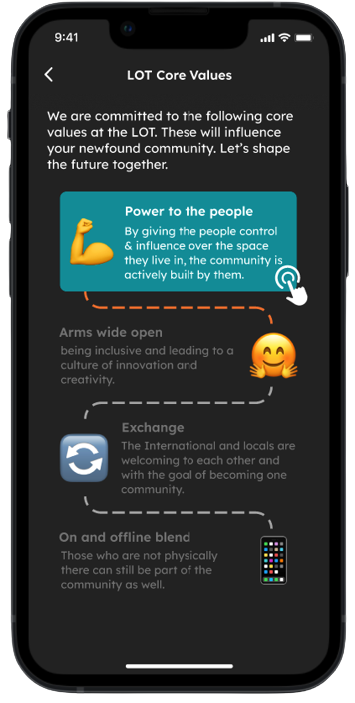 9:41
LOT Core Values
We are committed to the following core
values at the LOT. These will influence
your newfound community. Let's shape
the future together.
Power to the people
By giving the people control
& influence over the space
they live in, the community is
actively built by them.
Arms wide open
being inclusive and leading to a
culture of innovation and
creativity.
Exchange
The International and locals are
welcoming to each other and
with the goal of becoming one
community.
On and offline blend
Those who are not physically
there can still be part of the
community as well.